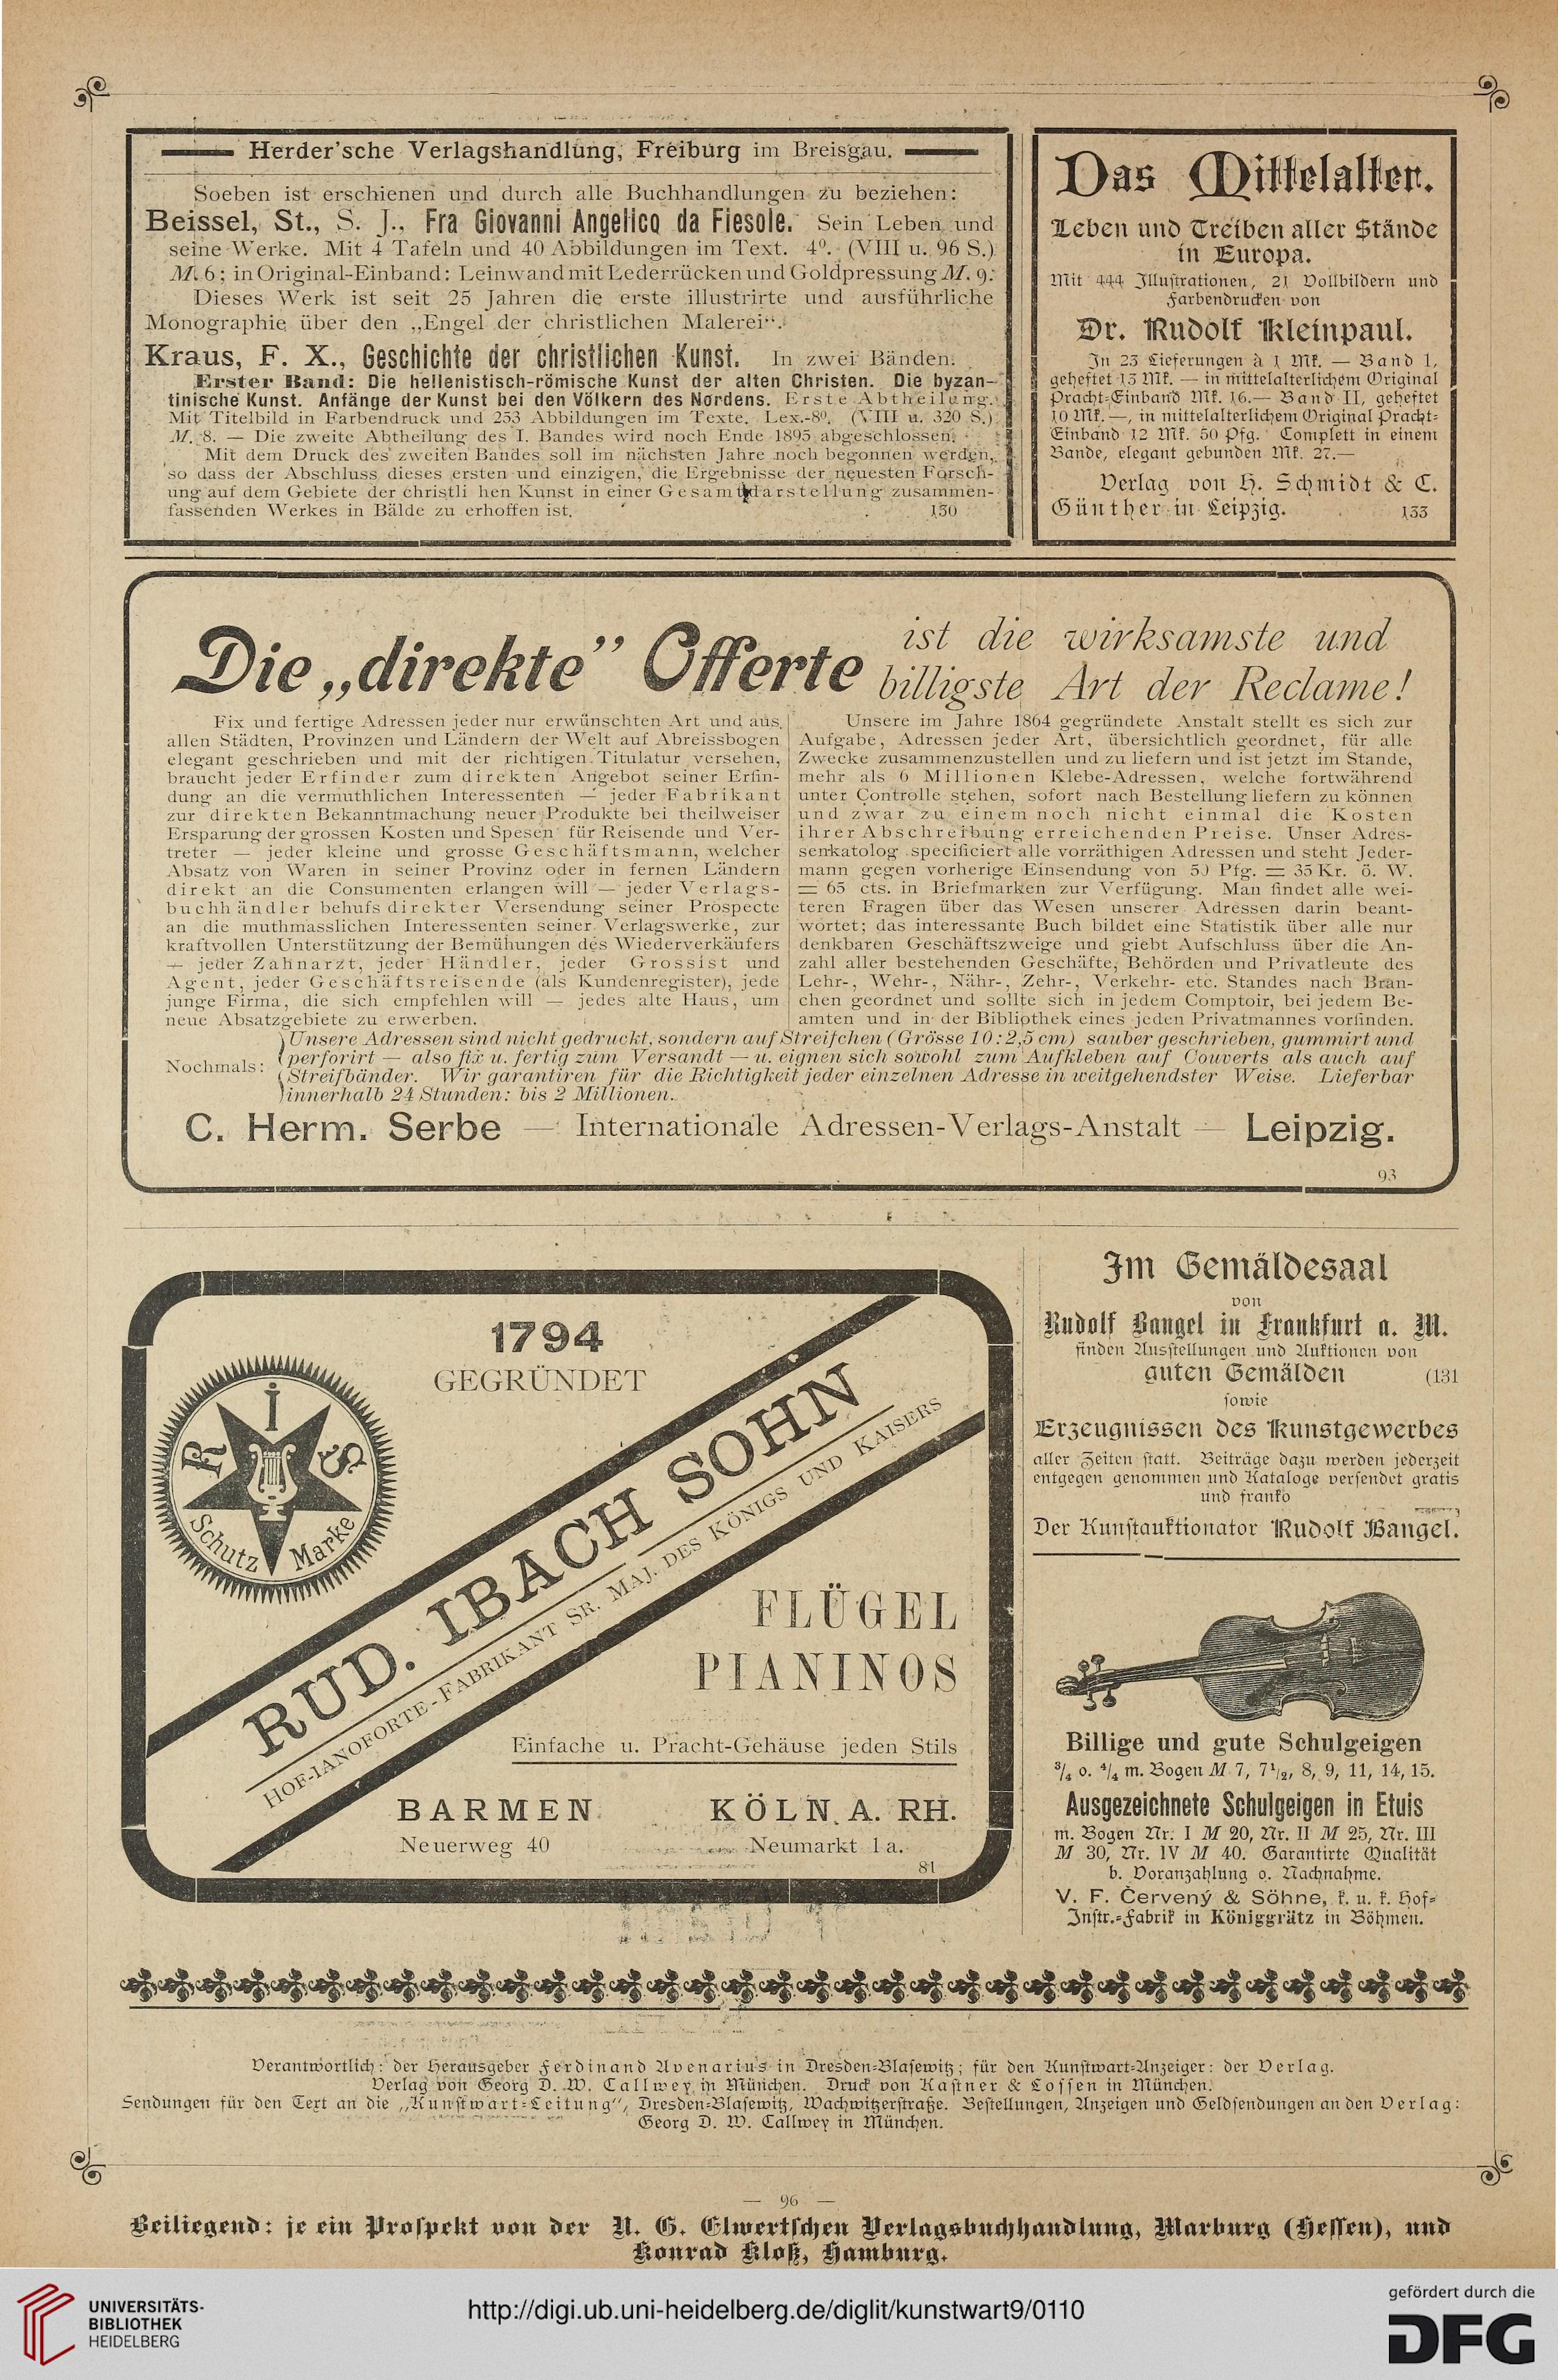 Herder'sche Verlagshandlung, Freiburg im Breisgau.
Soeben ist erschienen und durch alle Buchhandlungen zu beziehen:
Beissel, St., S. J., Fra Giovanni Angelico da Fiesole. Sein Leben und
seine Werke. Mit 4 Tafeln und 40 Abbildungen im Text. 4⁰. (VIII u. 96 S.)
M. 6; in Original-Einband: Leinwand mit Lederrücken und Goldpressung M. 9.
Dieses Werk ist seit 25 Jahren die erste illustrirte und ausführliche
Monographie über den „Engel der christlichen Malerei“.
Kraus, F. X., Geschichte der christlichen Kunst. In zwei Bänden.
Erster Band: Die hellenistisch-römische Kunst der alten Christen. Die byzan-
tinische Kunst. Anfänge der Kunst bei den Völkern des Nordens. Erste Abtheilung.
Mit Titelbild in Farbendruck und 253 Abbildungen im Texte. Lex.-8⁰. (VIII u. 320 S.)
M. 8. — Die zweite Abtheilung des I. Bandes wird noch Ende 1895 abgeschlossen.
Mit dem Druck des zweiten Bandes soll im nächsten Jahre noch begonnen werden,
so dass der Abschluss dieses ersten und einzigen, die Ergebnisse der neuesten Forsch-
ung auf dem Gebiete der christli hen Kunst in einer Gesamtdarstellung zusammen-
fassenden Werkes in Bälde zu erhoffen ist. 130
Das Mittelalter.
Leben und Treiben aller Stände
in Europa.
Mit 444 Illustrationen, 21 Vollbildern und
Farbendrucken von
Dr. Rudolf Kleinpaul.
In 23 Lieferungen à 1 Mk. — Band I,
geheftet 13 Mk. — in mittelalterlichem Original
Pracht-Einband Mk. 16.— Band II, geheftet
10 Mk. —, in mittelalterlichem Original Pracht-
Einband 12 Mk. 50 Pfg. Complett in einem
Bande, elegant gebunden Mk. 27.—
Verlag von H. Schmidt & C.
Günther in Leipzig. 133
Die „direkte” Offerte ist die wirksamste und
billigste Art der Reclame!
Fix und fertige Adressen jeder nur erwünschten Art und aus
allen Städten, Provinzen und Ländern der Welt auf Abreissbogen
elegant geschrieben und mit der richtigen Titulatur versehen,
braucht jeder Erfinder zum direkten Angebot seiner Erfin-
dung an die vermuthlichen Interessenten — jeder Fabrikant
zur direkten Bekanntmachung neuer Produkte bei theilweiser
Ersparung der grossen Kosten und Spesen für Reisende und Ver-
treter — jeder kleine und grosse Geschäftsmann, welcher
Absatz von Waren in seiner Provinz oder in fernen Ländern
direkt an die Consumenten erlangen will — jeder Verlags-
buchhändler behufs direkter Versendung seiner Prospecte
an die muthmasslichen Interessenten seiner Verlagswerke, zur
kraftvollen Unterstützung der Bemühungen des Wiederverkäufers
— jeder Zahnarzt, jeder Händler, jeder Grossist und
Agent, jeder Geschäftsreisende (als Kundenregister), jede
junge Firma, die sich empfehlen will — jedes alte Haus, um
neue Absatzgebiete zu erwerben.
Unsere im Jahre 1864 gegründete Anstalt stellt es sich zur
Aufgabe, Adressen jeder Art, übersichtlich geordnet, für alle
Zwecke zusammenzustellen und zu liefern und ist jetzt im Stande,
mehr als 6 Millionen Klebe-Adressen, welche fortwährend
unter Controlle stehen, sofort nach Bestellung liefern zu können
und zwar zu einem noch nicht einmal die Kosten
ihrer Abschreibung erreichenden Preise. Unser Adres-
senkatolog specificiert alle vorräthigen Adressen und steht Jeder-
mann gegen vorherige Einsendung von 50 Pfg. = 35 Kr. ö. W.
= 65 cts. in Briefmarken zur Verfügung. Man findet alle wei-
teren Fragen über das Wesen unserer Adressen darin beant-
wortet; das interessante Buch bildet eine Statistik über alle nur
denkbaren Geschäftszweige und giebt Aufschluss über die An-
zahl aller bestehenden Geschäfte, Behörden und Privatleute des
Lehr-, Wehr-, Nähr-, Zehr-, Verkehr- etc. Standes nach Bran-
chen geordnet und sollte sich in jedem Comptoir, bei jedem Be-
amten und in der Bibliothek eines jeden Privatmannes vorfinden.
Nochmals:
Unsere Adressen sind nicht gedruckt, sondern auf Streifchen (Grösse 10:2,5 cm) sauber geschrieben, gummirt und
perforirt — also fix u. fertig zum Versandt — u. eignen sich sowohl zum Aufkleben auf Couverts als auch auf
Streifbänder. Wir garantiren für die Richtigkeit jeder einzelnen Adresse in weitgehendster Weise. Lieferbar
innerhalb 24 Stunden: bis 2 Millionen.
C. Herm. Serbe — Internationale Adressen-Verlags-Anstalt — Leipzig.
93
1794
GEGRÜNDET
IRIS
Schutz Marke
RUD. IBACH SOHN
HOF-IANOFORTE-FABRIKANT SR. MAJ. DES KÖNIGS UND KAISERS
FLÜGEL
PIANINOS
Einfache u. Pracht-Gehäuse jeden Stils
BARMEN KÖLN A. RH.
Neuerweg 40 Neumarkt 1a.
81
Im Gemäldesaal
von
Rudolf Bangel in Frankfurt a. M.
finden Ausstellungen und Auktionen von
guten Gemälden (131
sowie
Erzeugnissen des Kunstgewerbes
aller Zeiten statt. Beiträge dazu werden jederzeit
entgegen genommen und Kataloge versendet gratis
und franko
Der Kunstauktionator Rudolf Bangel.
Billige und gute Schulgeigen
³/₄ o. ⁴/₄ m. Bogen M 7, 7¹/₂, 8, 9, 11, 14, 15.
Ausgezeichnete Schulgeigen in Etuis
m. Bogen Nr. I M 20, Nr. II M 25, Nr. III
M 30, Nr. IV M 40. Garantirte Qualität
b. Voranzahlung o. Nachnahme.
V. F. Červený & Söhne, k. u. k. Hof-
Instr.-Fabrik in Königgrätz in Böhmen.
Verantwortlich: der Herausgeber Ferdinand Avenarius in Dresden-Blasewitz; für den Kunstwart-Anzeiger: der Verlag.
Verlag von Georg D. W. Callwey in München. Druck von Kastner & Lossen in München.
Sendungen für den Text an die „Kunstwart-Leitung“, Dresden-Blasewitz, Wachwitzerstraße. Bestellungen, Anzeigen und Geldsendungen an den Verlag:
Georg D. W. Callwey in München.
— 96 —
Beiliegend: je ein Prospekt von der N. G. Elwertschen Verlagsbuchhandlung, Marburg (Hessen), und
Konrad Kloß, Hamburg.
UNIVERSITÄTS-
BIBLIOTHEK
HEIDELBERG
http://digi.ub.uni-heidelberg.de/diglit/kunstwart9/0110
gefördert durch die
DFG